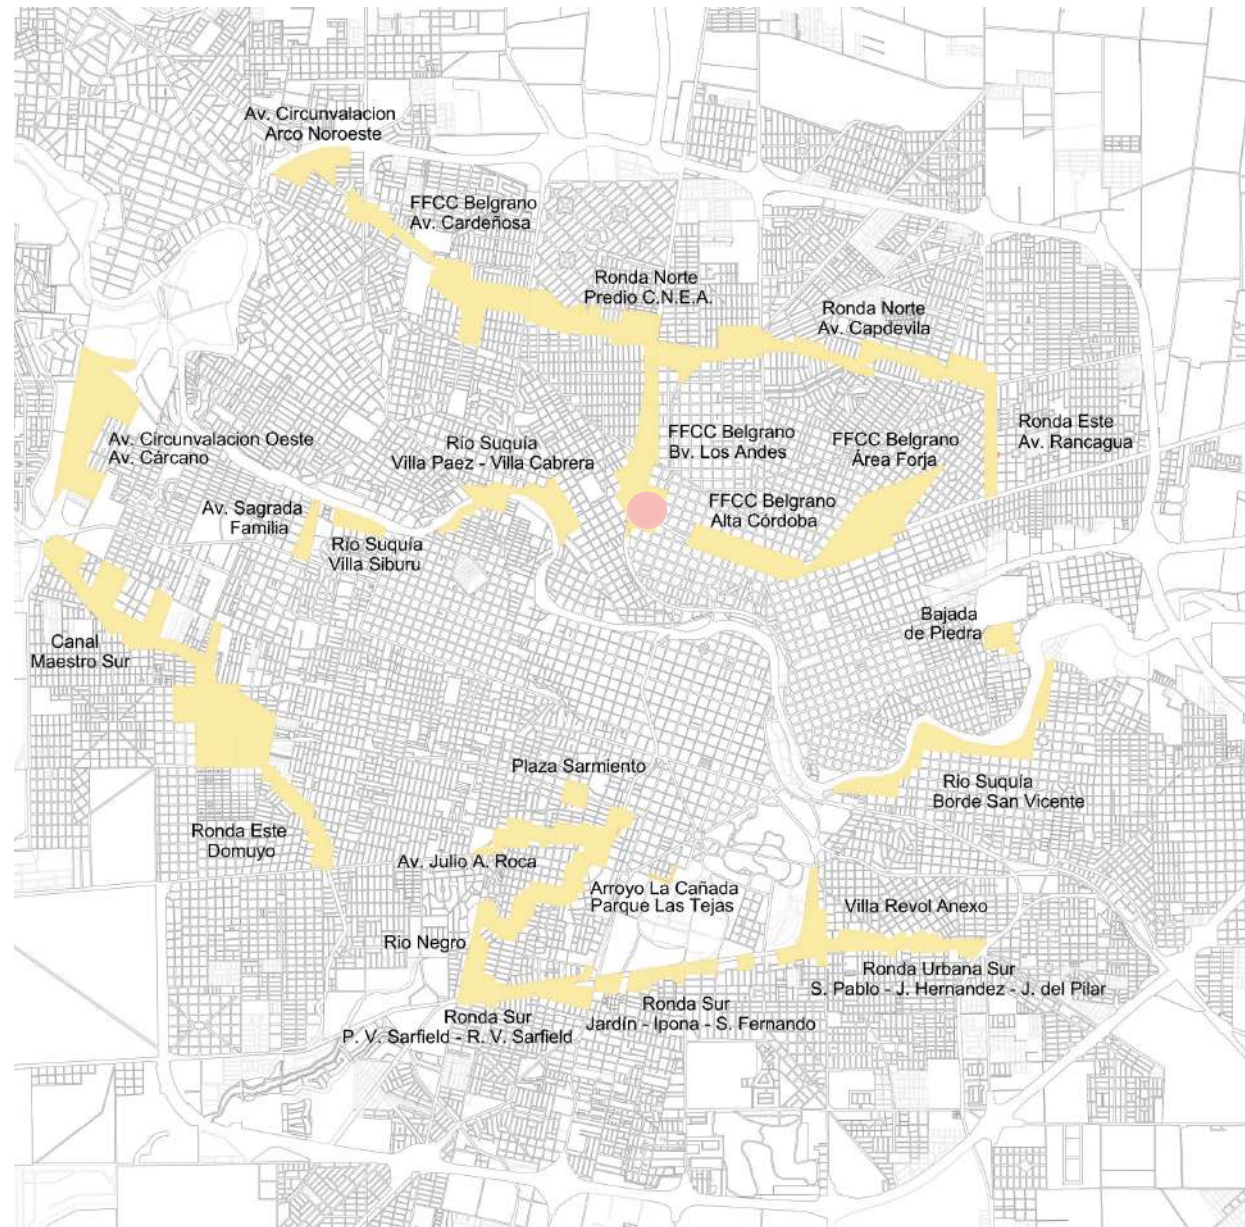 Av. Circunvalacion
Arco Noroeste
FFCC Belgrano
Av. Cardeñosa
Ronda Norte
Predio C.N.E.A.
Ronda Norte
Av. Capdevila
Av. Circunvalacion Oeste
Av. Cárcano
Río Suquía
Villa Paez - Villa Cabrera
FFCC Belgrano
Bv. Los Andes
FFCC Belgrano
Área Forja
Ronda Este
Av. Rancagua
Av. Sagrada
Familia
Río Suquía
Villa Siburu
FFCC Belgrano
Alta Córdoba
Canal
Maestro Sur
Bajada
de Piedra
Plaza Sarmiento
Río Suquía
Borde San Vicente
Ronda Este
Domuyo
Av. Julio A. Roca
Arroyo La Cañada
Parque Las Tejas
Villa Revol Anexo
Rio Negro
Ronda Urbana Sur
S. Pablo - J. Hernandez - J. del Pilar
Ronda Sur
Jardín - Ipona - S. Fernando
Ronda Sur
P. V. Sarfield - R. V. Sarfield